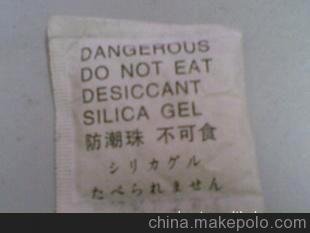 DANGEROUS
DO NOT EAT
DESICCANT
SILICA GEL
防潮珠 不可食
シリカグル
たべられません
china.makepolo.com